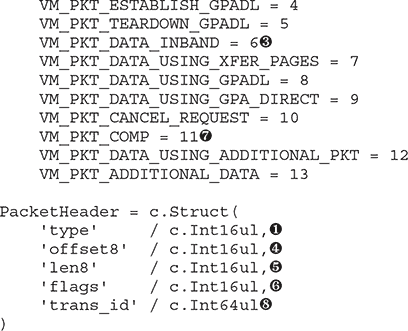 VM_PKT_ESTABLISH_GPADL = 4
VM_PKT_TEARDOWN_GPADL = 5
VM_PKT_DATA_INBAND = 6❸
VM_PKT_DATA_USING_XFER_PAGES = 7
VM_PKT_DATA_USING_GPADL = 8
VM_PKT_DATA_USING_GPA_DIRECT = 9
VM_PKT_CANCEL_REQUEST = 10
VM_PKT_COMP = 11❼
VM_PKT_DATA_USING_ADDITIONAL_PKT = 12
VM_PKT_ADDITIONAL_DATA = 13
PacketHeader = c.Struct(
'type' / c.Int16ul,❶
'offset8' / c.Int16ul,❹
'len8' / c.Int16ul,❺
'flags' / c.Int16ul,❻
'trans_id' / c.Int64ul❽
)